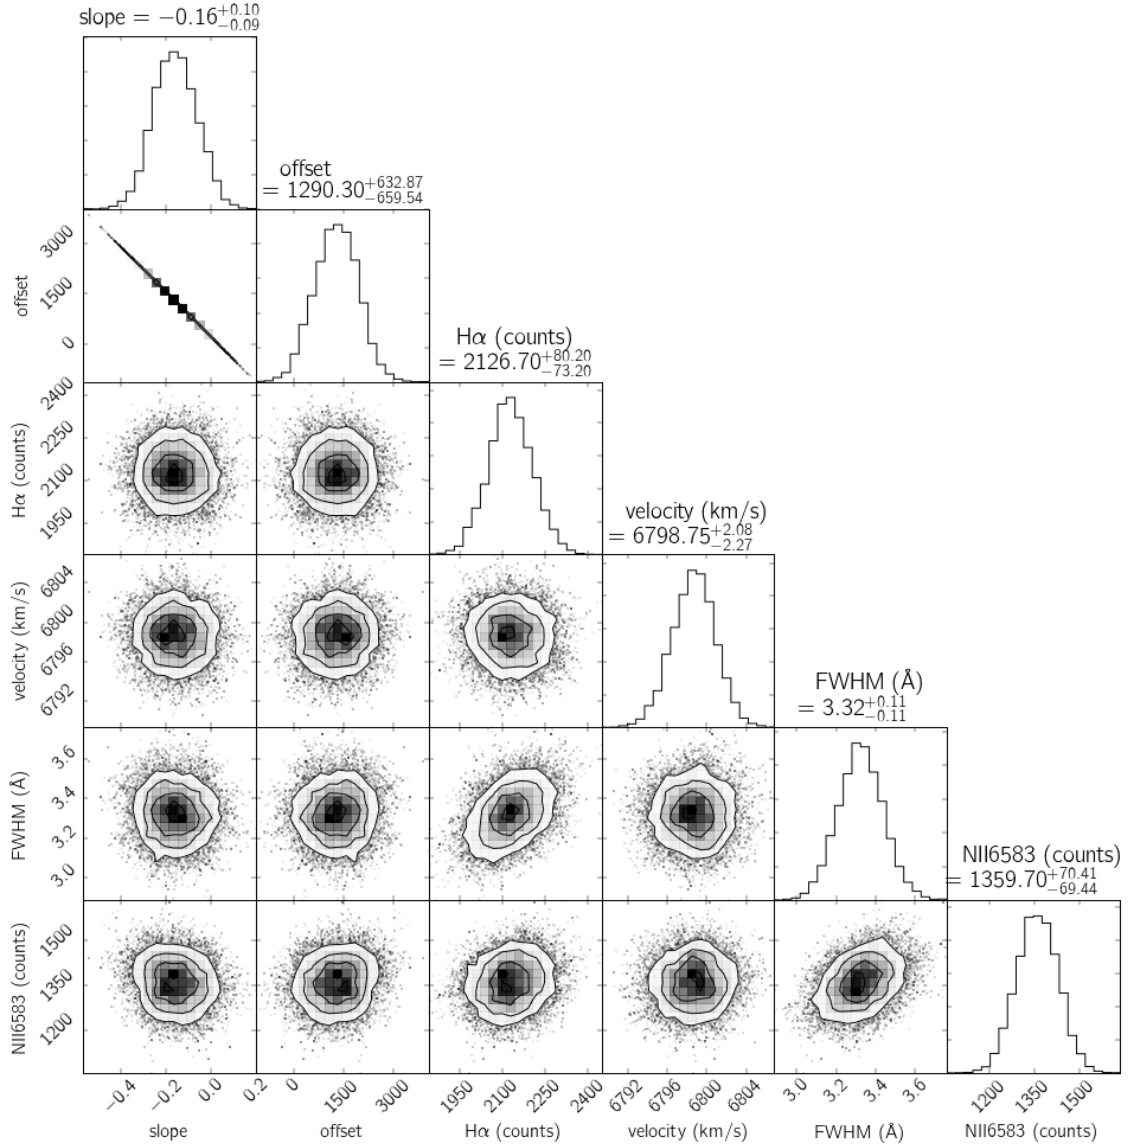 slope = −0.16+0.10−0.09
offset
= 1290.30+632.87−659.54
Hα (counts)
= 2126.70+80.20−73.20
velocity (km/s)
= 6798.75+2.08−2.27
FWHM (Å)
= 3.32+0.11−0.11
NII6583 (counts)
= 1359.70+70.41−69.44
offset
3000
1500
0
Hα (counts)
2400
2250
2100
1950
velocity (km/s)
6804
6800
6796
6792
FWHM (Å)
3.6
3.4
3.2
3.0
NII6583 (counts)
1500
1350
1200
−0.4 −0.2 0.0 0.2
0 1500 3000
1950 2100 2250 2400
6792 6796 6800 6804
3.0 3.2 3.4 3.6
1200 1350 1500
slope offset Hα (counts) velocity (km/s) FWHM (Å) NII6583 (counts)